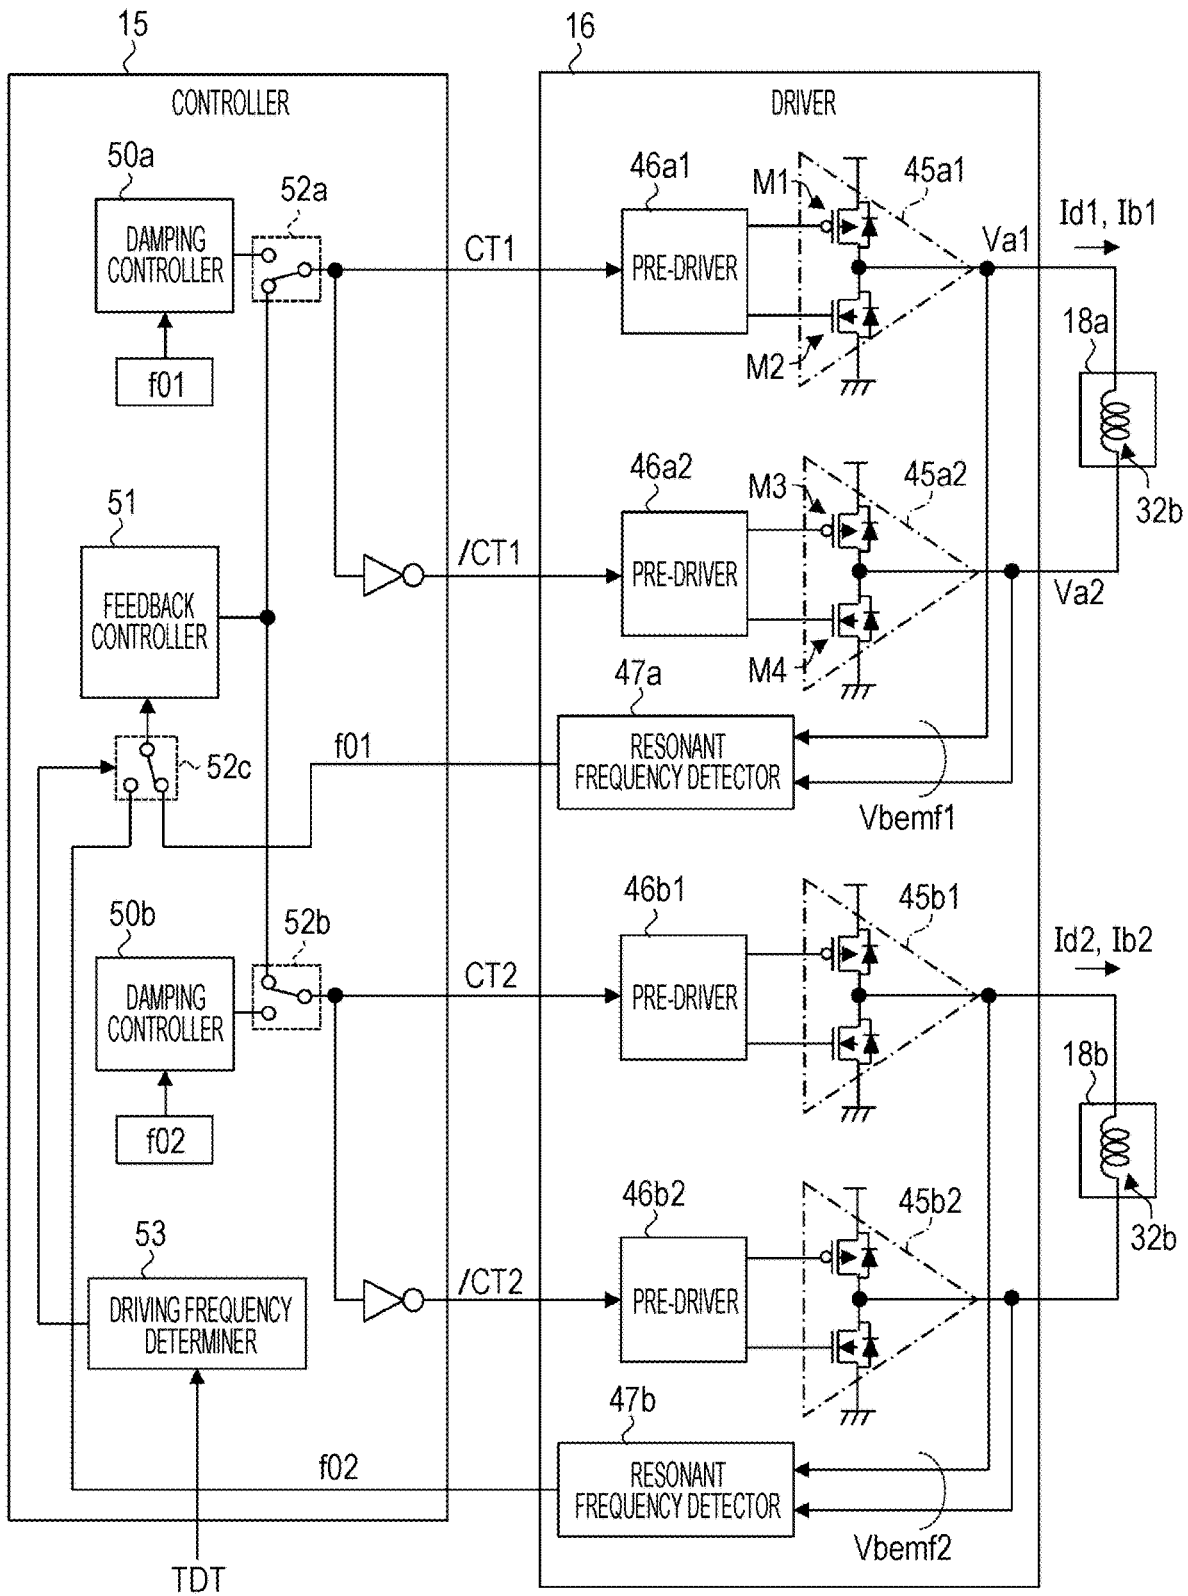 15
16
CONTROLLER
DRIVER
50a
DAMPING
CONTROLLER
52a
f01
CT1
46a1
PRE-DRIVER
M1
M2
45a1
Va1
Id1, Ib1
18a
32b
51
FEEDBACK
CONTROLLER
/CT1
46a2
PRE-DRIVER
M3
M4
45a2
Va2
52c
f01
47a
RESONANT
FREQUENCY DETECTOR
Vbemf1
50b
DAMPING
CONTROLLER
52b
f02
CT2
46b1
PRE-DRIVER
45b1
Id2, Ib2
18b
32b
53
DRIVING FREQUENCY
DETERMINER
/CT2
46b2
PRE-DRIVER
45b2
f02
47b
RESONANT
FREQUENCY DETECTOR
Vbemf2
TDT